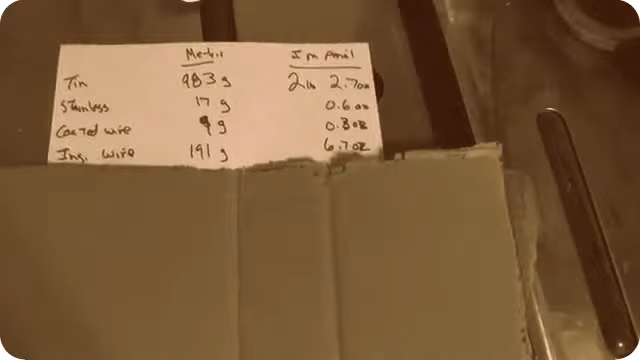 Metric Imperial
Tin 983 g 2 lb 2.7 oz
Stainless 17 g 0.6 oz
Coated wire 9 g 0.3 oz
Ins. wire 191 g 6.7 oz